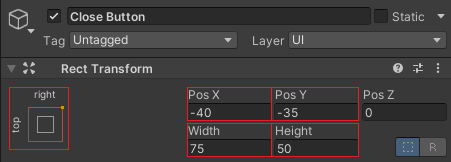 Close Button
Static
Tag Untagged Layer UI
Rect Transform
right
top
Pos X Pos Y Pos Z
-40 -35 0
Width Height
75 50
R